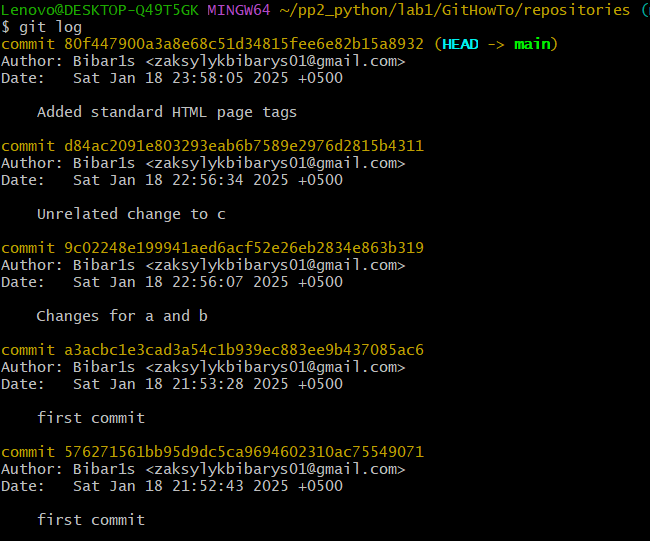 Lenovo@DESKTOP-Q49T5GK MINGW64 ~/pp2_python/lab1/GitHowTo/repositories (
$ git log
commit 80f447900a3a8e68c51d34815fee6e82b15a8932 (HEAD -> main)
Author: Bibar1s <zaksylykbibarys01@gmail.com>
Date:   Sat Jan 18 23:58:05 2025 +0500
    Added standard HTML page tags
commit d84ac2091e803293eab6b7589e2976d2815b4311
Author: Bibar1s <zaksylykbibarys01@gmail.com>
Date:   Sat Jan 18 22:56:34 2025 +0500
    Unrelated change to c
commit 9c02248e199941aed6acf52e26eb2834e863b319
Author: Bibar1s <zaksylykbibarys01@gmail.com>
Date:   Sat Jan 18 22:56:07 2025 +0500
    Changes for a and b
commit a3acbc1e3cad3a54c1b939ec883ee9b437085ac6
Author: Bibar1s <zaksylykbibarys01@gmail.com>
Date:   Sat Jan 18 21:53:28 2025 +0500
    first commit
commit 576271561bb95d9dc5ca9694602310ac75549071
Author: Bibar1s <zaksylykbibarys01@gmail.com>
Date:   Sat Jan 18 21:52:43 2025 +0500
    first commit